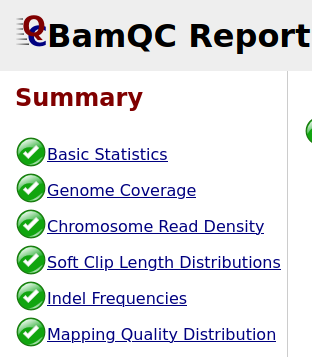 QC BamQC Report
Summary
Basic Statistics
Genome Coverage
Chromosome Read Density
Soft Clip Length Distributions
Indel Frequencies
Mapping Quality Distribution